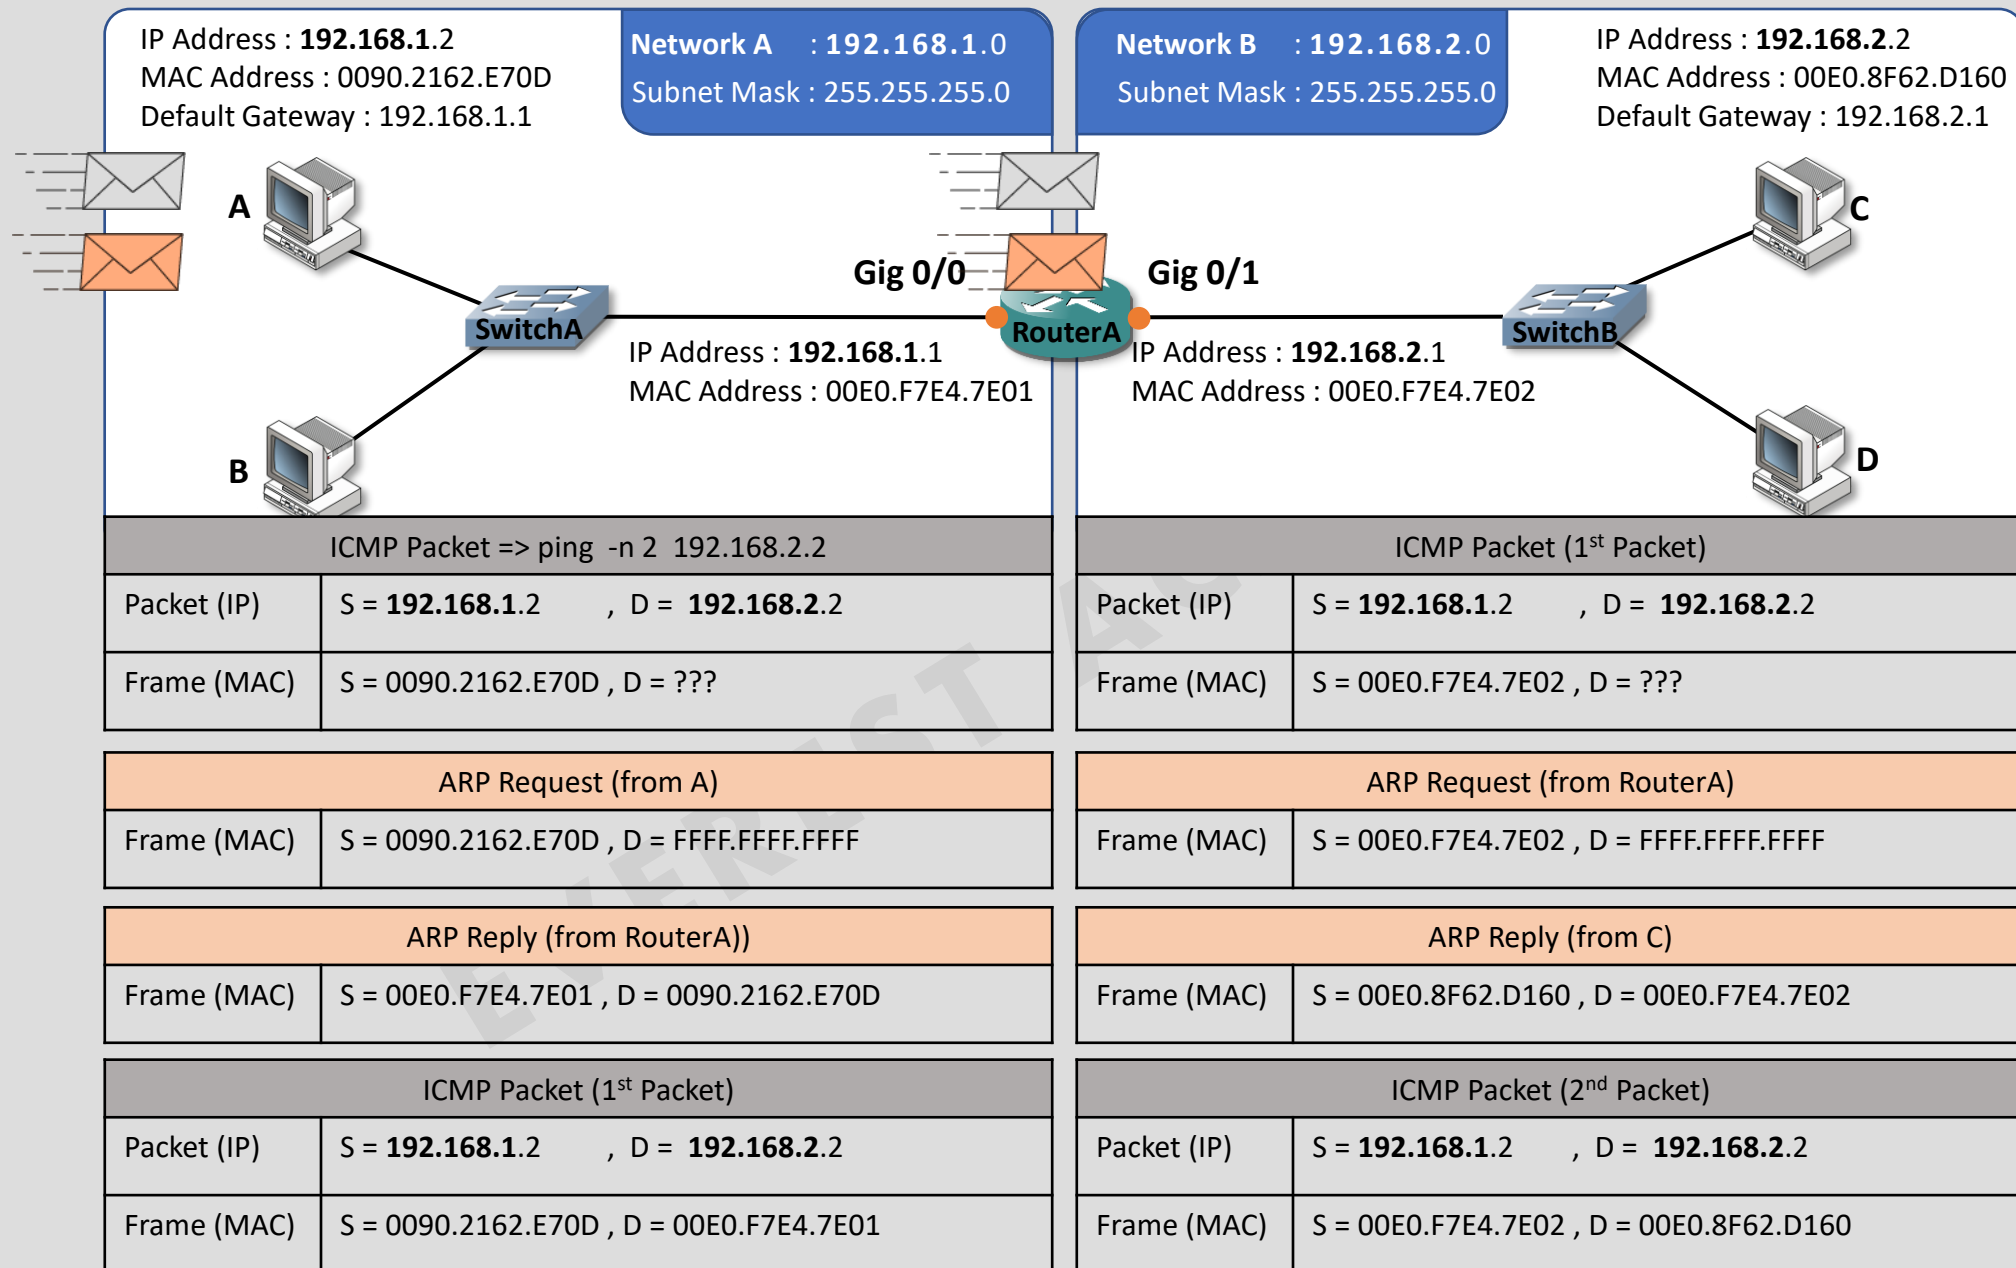 IP Address : 192.168.1.2
MAC Address : 0090.2162.E70D
Default Gateway : 192.168.1.1
Network A : 192.168.1.0
Subnet Mask : 255.255.255.0
Network B : 192.168.2.0
Subnet Mask : 255.255.255.0
IP Address : 192.168.2.2
MAC Address : 00E0.8F62.D160
Default Gateway : 192.168.2.1
A
C
Gig 0/0
Gig 0/1
SwitchA
RouterA
SwitchB
IP Address : 192.168.1.1
MAC Address : 00E0.F7E4.7E01
IP Address : 192.168.2.1
MAC Address : 00E0.F7E4.7E02
B
D
ICMP Packet => ping -n 2 192.168.2.2
Packet (IP) S = 192.168.1.2 , D = 192.168.2.2
Frame (MAC) S = 0090.2162.E70D , D = ???
ARP Request (from A)
Frame (MAC) S = 0090.2162.E70D , D = FFFF.FFFF.FFFF
ARP Reply (from RouterA))
Frame (MAC) S = 00E0.F7E4.7E01 , D = 0090.2162.E70D
ICMP Packet (1st Packet)
Packet (IP) S = 192.168.1.2 , D = 192.168.2.2
Frame (MAC) S = 0090.2162.E70D , D = 00E0.F7E4.7E01
ICMP Packet (1st Packet)
Packet (IP) S = 192.168.1.2 , D = 192.168.2.2
Frame (MAC) S = 00E0.F7E4.7E02 , D = ???
ARP Request (from RouterA)
Frame (MAC) S = 00E0.F7E4.7E02 , D = FFFF.FFFF.FFFF
ARP Reply (from C)
Frame (MAC) S = 00E0.8F62.D160 , D = 00E0.F7E4.7E02
ICMP Packet (2nd Packet)
Packet (IP) S = 192.168.1.2 , D = 192.168.2.2
Frame (MAC) S = 00E0.F7E4.7E02 , D = 00E0.8F62.D160
EVEREST